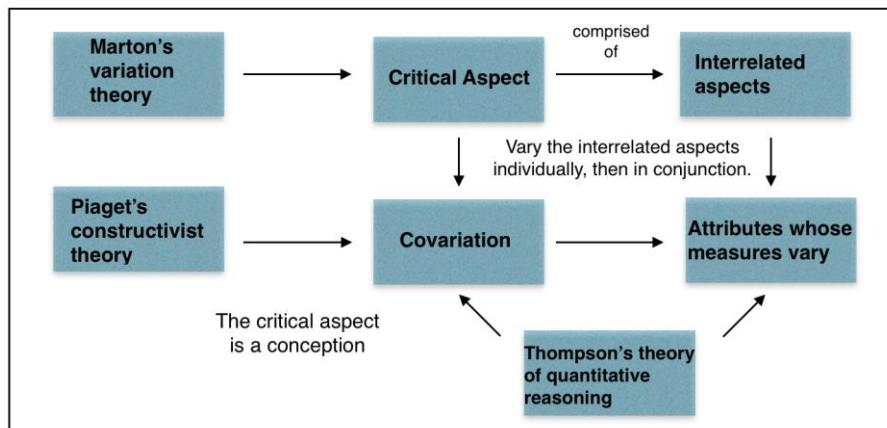 Marton's
variation
theory
Critical Aspect
comprised
of
Interrelated
aspects
Vary the interrelated aspects
individually, then in conjunction.
Piaget's
constructivist
theory
Covariation
Attributes whose
measures vary
The critical aspect
is a conception
Thompson's theory
of quantitative
reasoning